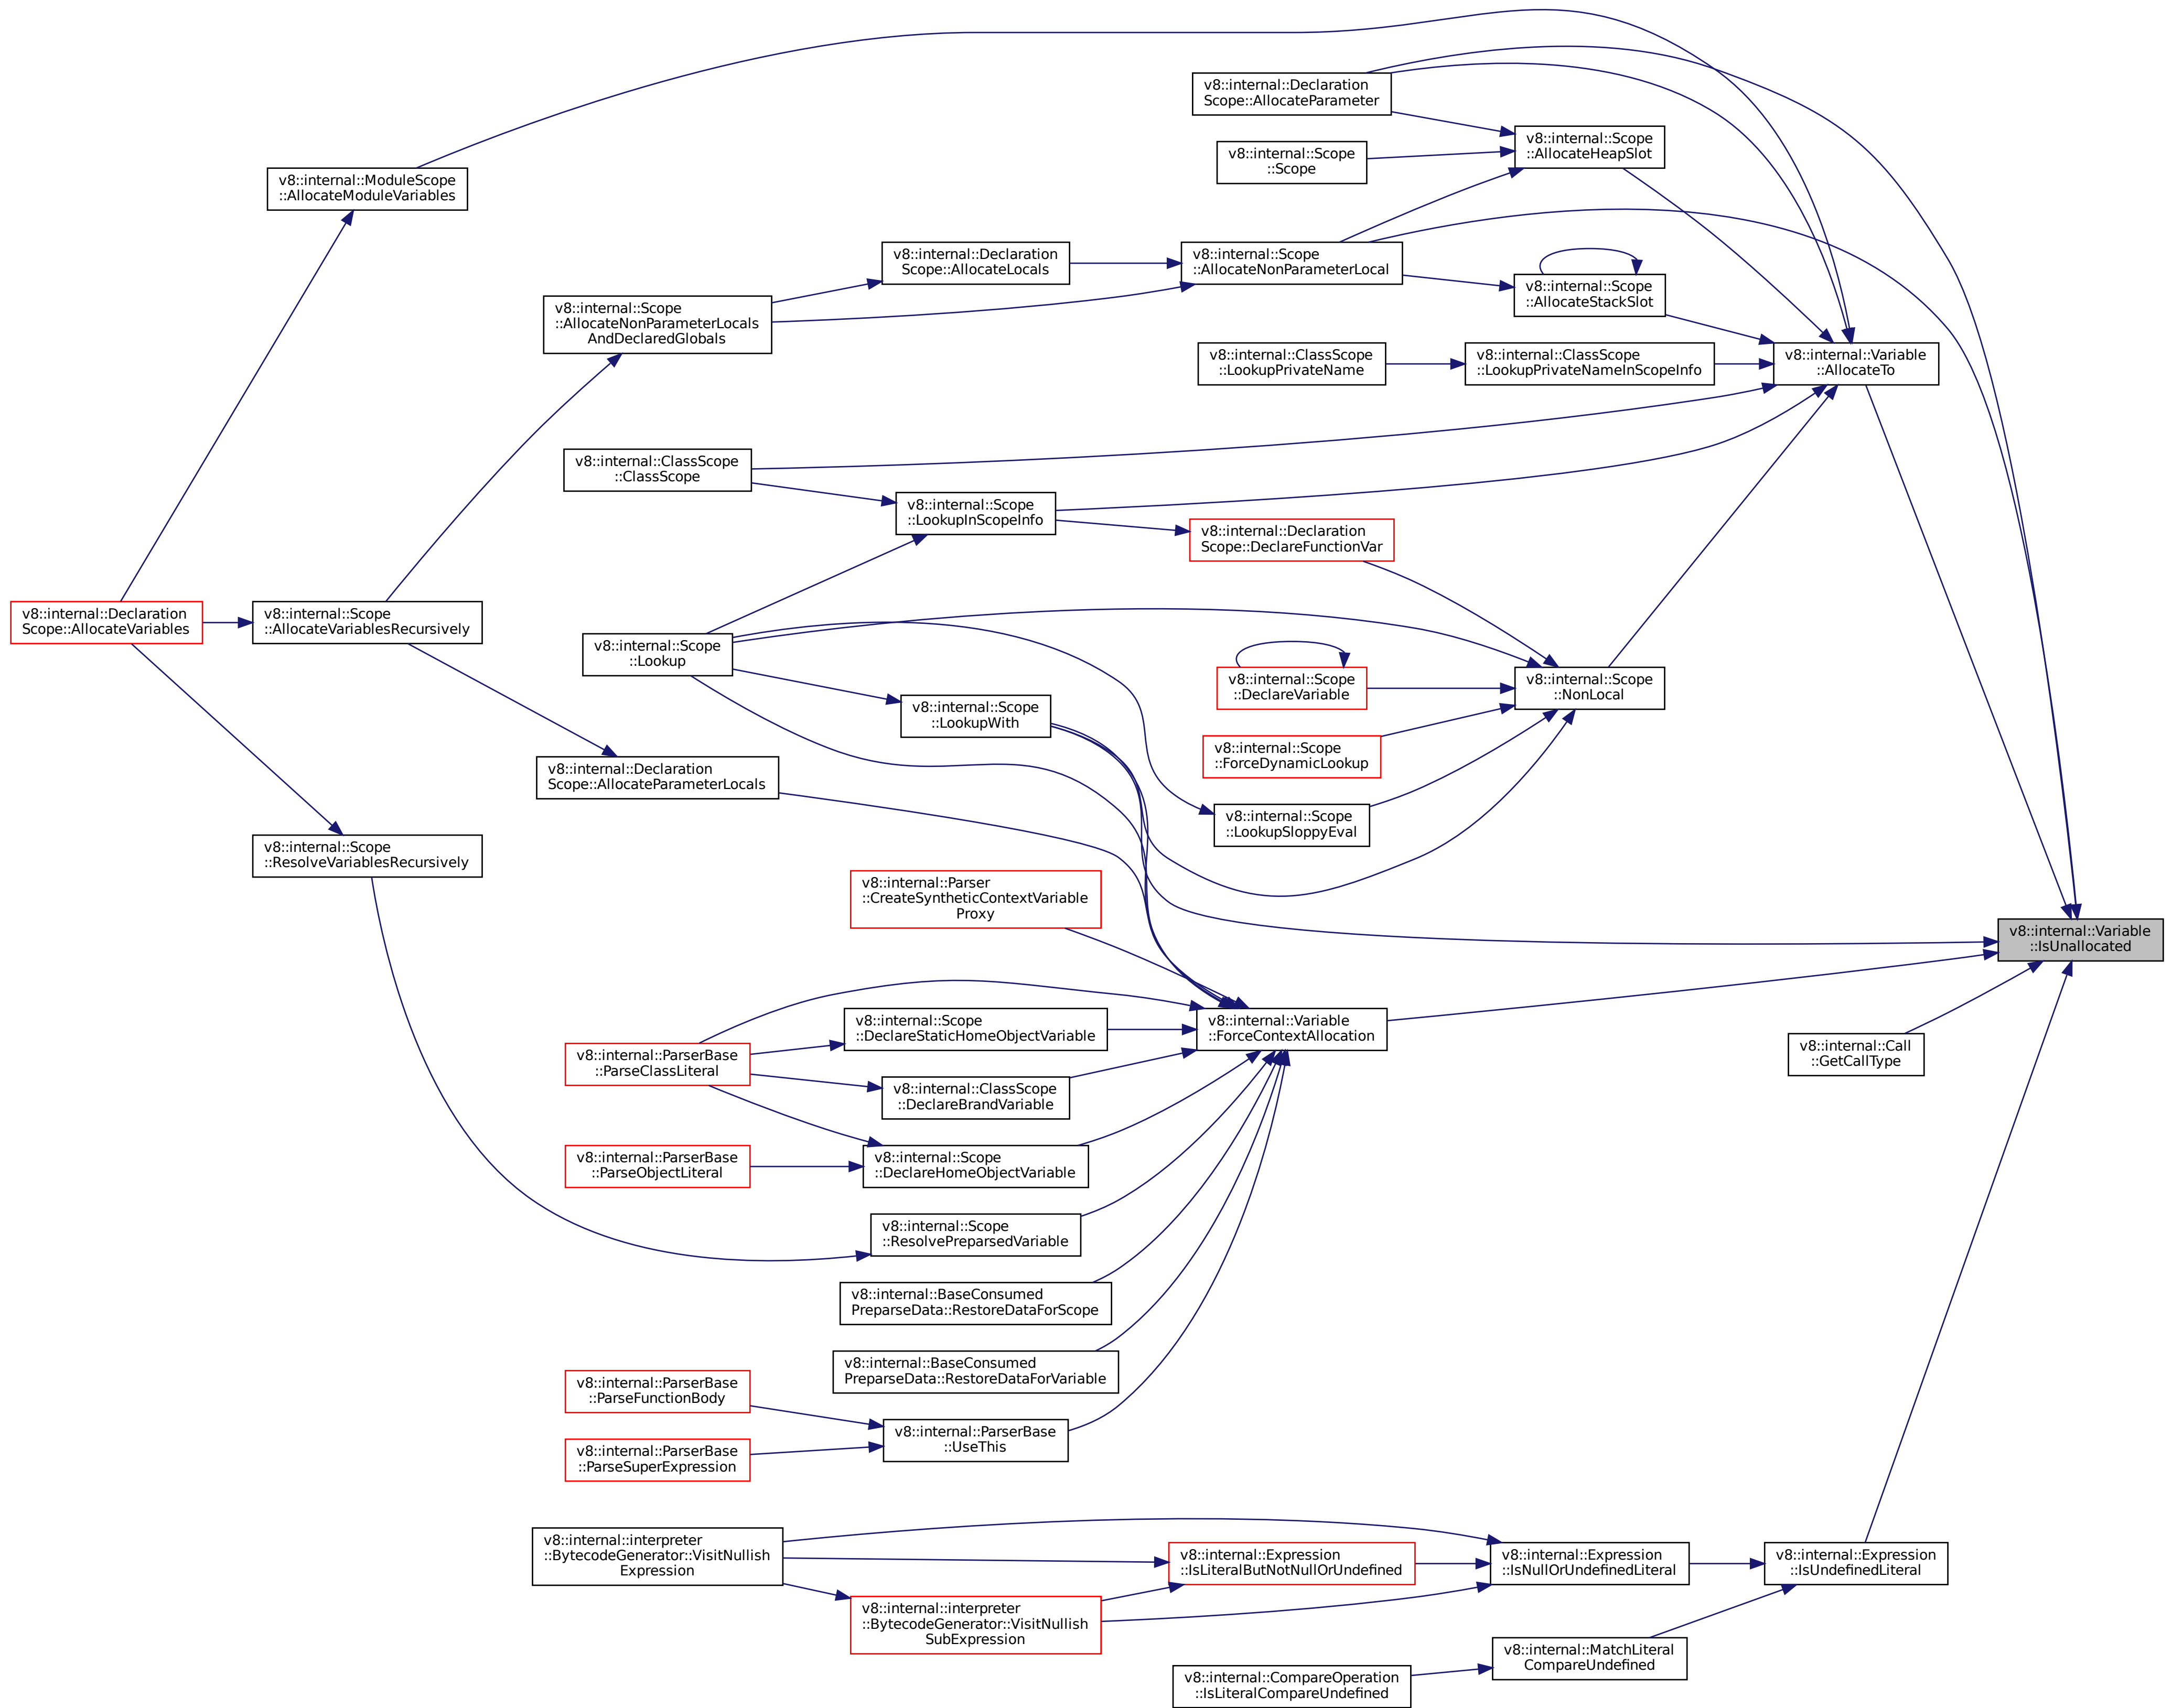 v8::internal::Declaration
Scope::AllocateParameter
v8::internal::Scope
::AllocateHeapSlot
v8::internal::Scope
::Scope
v8::internal::ModuleScope
::AllocateModuleVariables
v8::internal::Declaration
Scope::AllocateLocals
v8::internal::Scope
::AllocateNonParameterLocal
v8::internal::Scope
::AllocateStackSlot
v8::internal::Scope
::AllocateNonParameterLocals
AndDeclaredGlobals
v8::internal::ClassScope
::LookupPrivateName
v8::internal::ClassScope
::LookupPrivateNameInScopeInfo
v8::internal::Variable
::AllocateTo
v8::internal::ClassScope
::ClassScope
v8::internal::Scope
::LookupInScopeInfo
v8::internal::Declaration
Scope::DeclareFunctionVar
v8::internal::Declaration
Scope::AllocateVariables
v8::internal::Scope
::AllocateVariablesRecursively
v8::internal::Scope
::Lookup
v8::internal::Scope
::DeclareVariable
v8::internal::Scope
::NonLocal
v8::internal::Scope
::LookupWith
v8::internal::Scope
::ForceDynamicLookup
v8::internal::Declaration
Scope::AllocateParameterLocals
v8::internal::Scope
::LookupSloppyEval
v8::internal::Scope
::ResolveVariablesRecursively
v8::internal::Parser
::CreateSyntheticContextVariable
Proxy
v8::internal::Variable
::IsUnallocated
v8::internal::Scope
::DeclareStaticHomeObjectVariable
v8::internal::Variable
::ForceContextAllocation
v8::internal::Call
::GetCallType
v8::internal::ParserBase
::ParseClassLiteral
v8::internal::ClassScope
::DeclareBrandVariable
v8::internal::ParserBase
::ParseObjectLiteral
v8::internal::Scope
::DeclareHomeObjectVariable
v8::internal::Scope
::ResolvePreparsedVariable
v8::internal::BaseConsumed
PreparseData::RestoreDataForScope
v8::internal::BaseConsumed
PreparseData::RestoreDataForVariable
v8::internal::ParserBase
::ParseFunctionBody
v8::internal::ParserBase
::UseThis
v8::internal::ParserBase
::ParseSuperExpression
v8::internal::interpreter
::BytecodeGenerator::VisitNullish
Expression
v8::internal::Expression
::IsLiteralButNotNullOrUndefined
v8::internal::Expression
::IsNullOrUndefinedLiteral
v8::internal::Expression
::IsUndefinedLiteral
v8::internal::interpreter
::BytecodeGenerator::VisitNullish
SubExpression
v8::internal::MatchLiteral
CompareUndefined
v8::internal::CompareOperation
::IsLiteralCompareUndefined